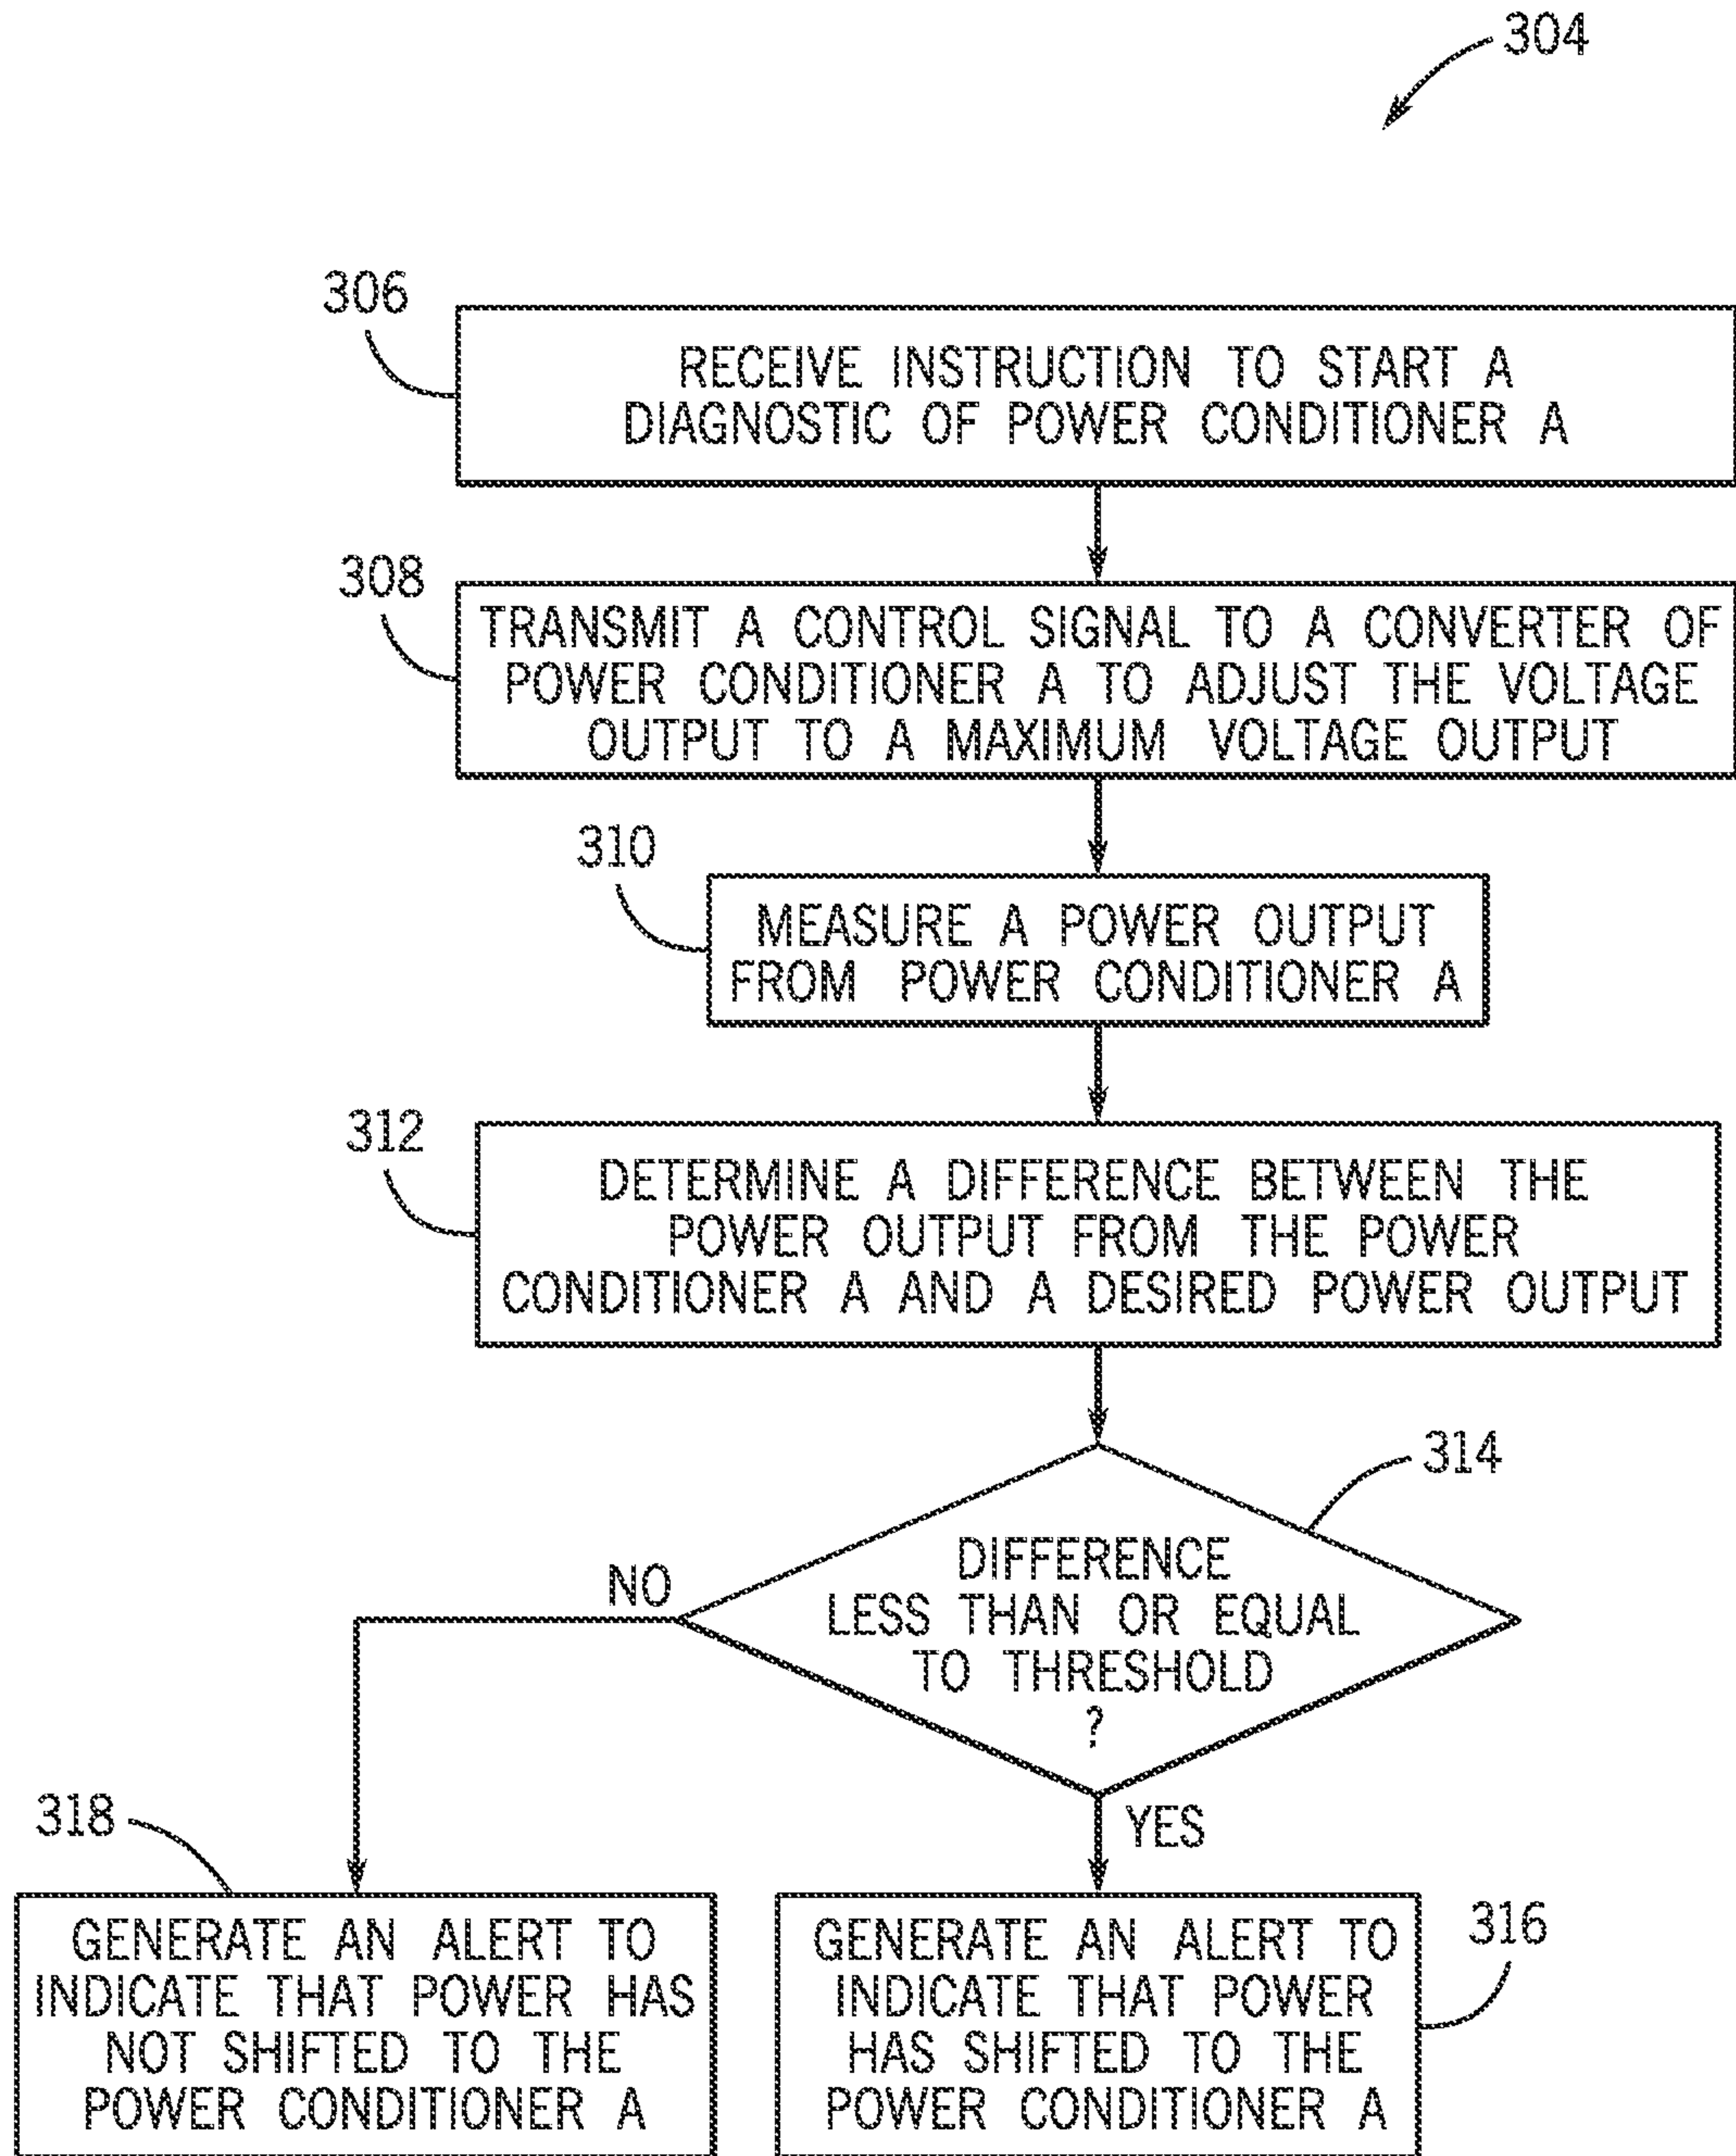 304
306
RECEIVE INSTRUCTION TO START A
DIAGNOSTIC OF POWER CONDITIONER A
308
TRANSMIT A CONTROL SIGNAL TO A CONVERTER OF
POWER CONDITIONER A TO ADJUST THE VOLTAGE
OUTPUT TO A MAXIMUM VOLTAGE OUTPUT
310
MEASURE A POWER OUTPUT
FROM POWER CONDITIONER A
312
DETERMINE A DIFFERENCE BETWEEN THE
POWER OUTPUT FROM THE POWER
CONDITIONER A AND A DESIRED POWER OUTPUT
314
DIFFERENCE
LESS THAN OR EQUAL
TO THRESHOLD
?
NO
YES
318
GENERATE AN ALERT TO
INDICATE THAT POWER HAS
NOT SHIFTED TO THE
POWER CONDITIONER A
316
GENERATE AN ALERT TO
INDICATE THAT POWER
HAS SHIFTED TO THE
POWER CONDITIONER A